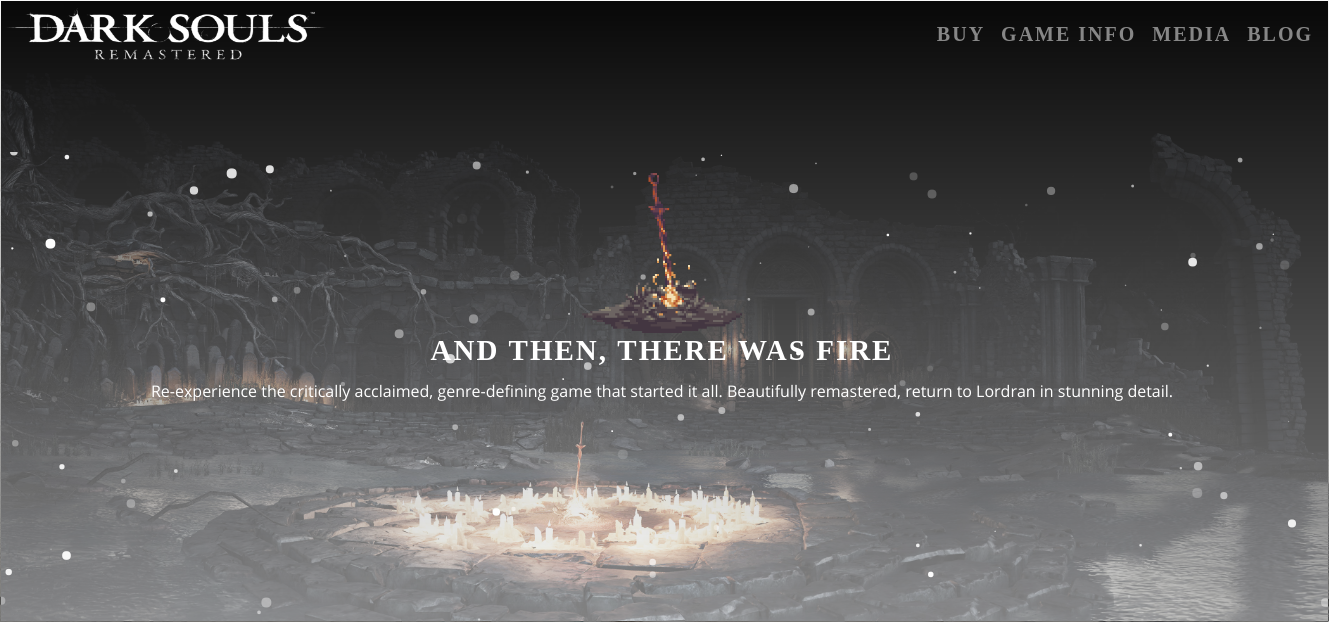 DARK SOULS™
REMASTERED
BUY GAME INFO MEDIA BLOG
AND THEN, THERE WAS FIRE
Re-experience the critically acclaimed, genre-defining game that started it all. Beautifully remastered, return to Lordran in stunning detail.